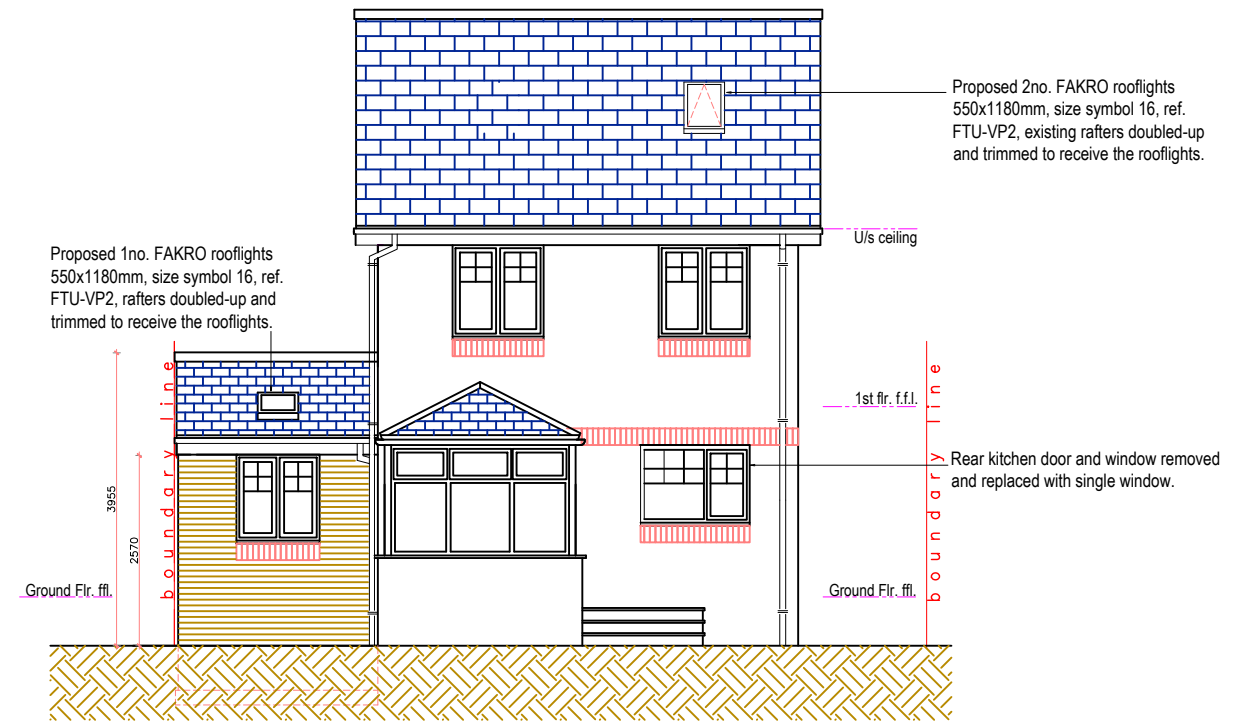 Proposed 2no. FAKRO rooflights
550x1180mm, size symbol 16, ref.
FTU-VP2, existing rafters doubled-up
and trimmed to receive the rooflights.
U/s ceiling
Proposed 1no. FAKRO rooflights
550x1180mm, size symbol 16, ref.
FTU-VP2, rafters doubled-up and
trimmed to receive the rooflights.
boundary line
1st flr. f.f.l.
boundary line
Rear kitchen door and window removed
and replaced with single window.
3955
2570
Ground Flr. ffl.
Ground Flr. ffl.